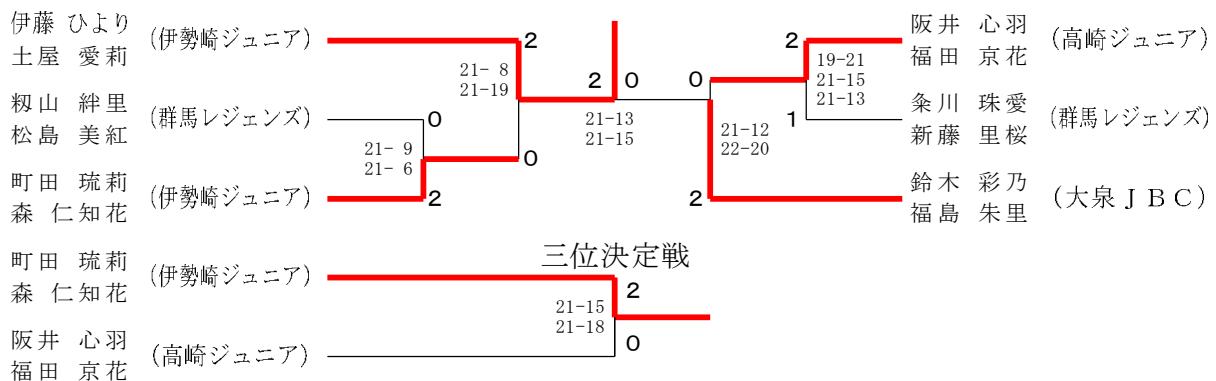 伊藤 ひより
土屋 愛莉
(伊勢崎ジュニア)
籾山 絆里
松島 美紅
(群馬レジェンズ)
町田 琉莉
森 仁知花
(伊勢崎ジュニア)
0
21- 9
21- 6
2
2
21- 8
21-19
0
2 0
21-13
21-15
0
21-12
22-20
2
2
19-21
21-15
21-13
1
阪井 心羽
福田 京花
(高崎ジュニア)
粂川 珠愛
新藤 里桜
(群馬レジェンズ)
鈴木 彩乃
福島 朱里
(大泉ＪＢＣ)
三位決定戦
町田 琉莉
森 仁知花
(伊勢崎ジュニア)
阪井 心羽
福田 京花
(高崎ジュニア)
2
21-15
21-18
0